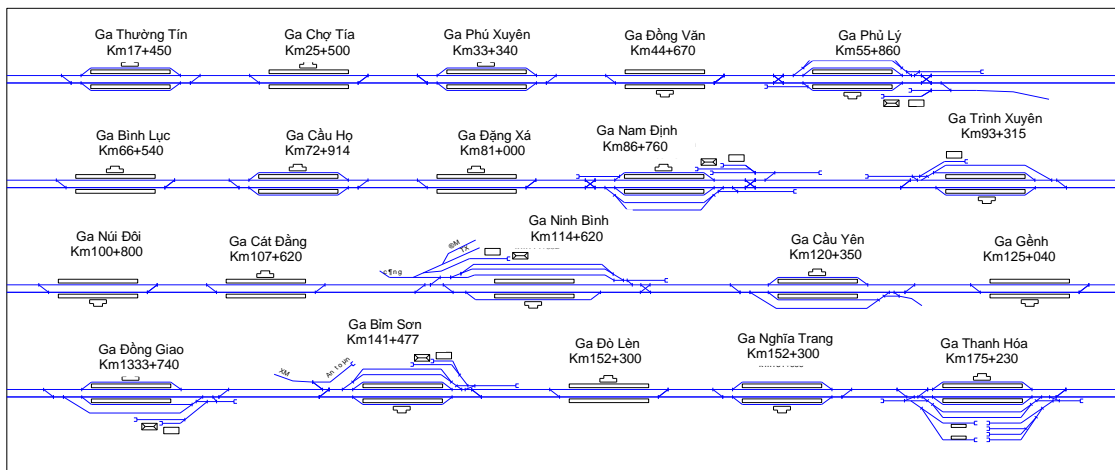 Ga Thường Tín
Km17+450
Ga Chợ Tía
Km25+500
Ga Phú Xuyên
Km33+340
Ga Đồng Văn
Km44+670
Ga Phủ Lý
Km55+860
Ga Bình Lục
Km66+540
Ga Cầu Họ
Km72+914
Ga Đặng Xá
Km81+000
Ga Nam Định
Km86+760
Ga Trình Xuyên
Km93+315
Ga Núi Đôi
Km100+800
Ga Cát Đằng
Km107+620
Ga Ninh Bình
Km114+620
®M
TX
c¶ng
Ga Cầu Yên
Km120+350
Ga Gềnh
Km125+040
Ga Đồng Giao
Km1333+740
XM
Ga Bỉm Sơn
Km141+477
Ga Đò Lèn
Km152+300
Ga Nghĩa Trang
Km152+300
Ga Thanh Hóa
Km175+230